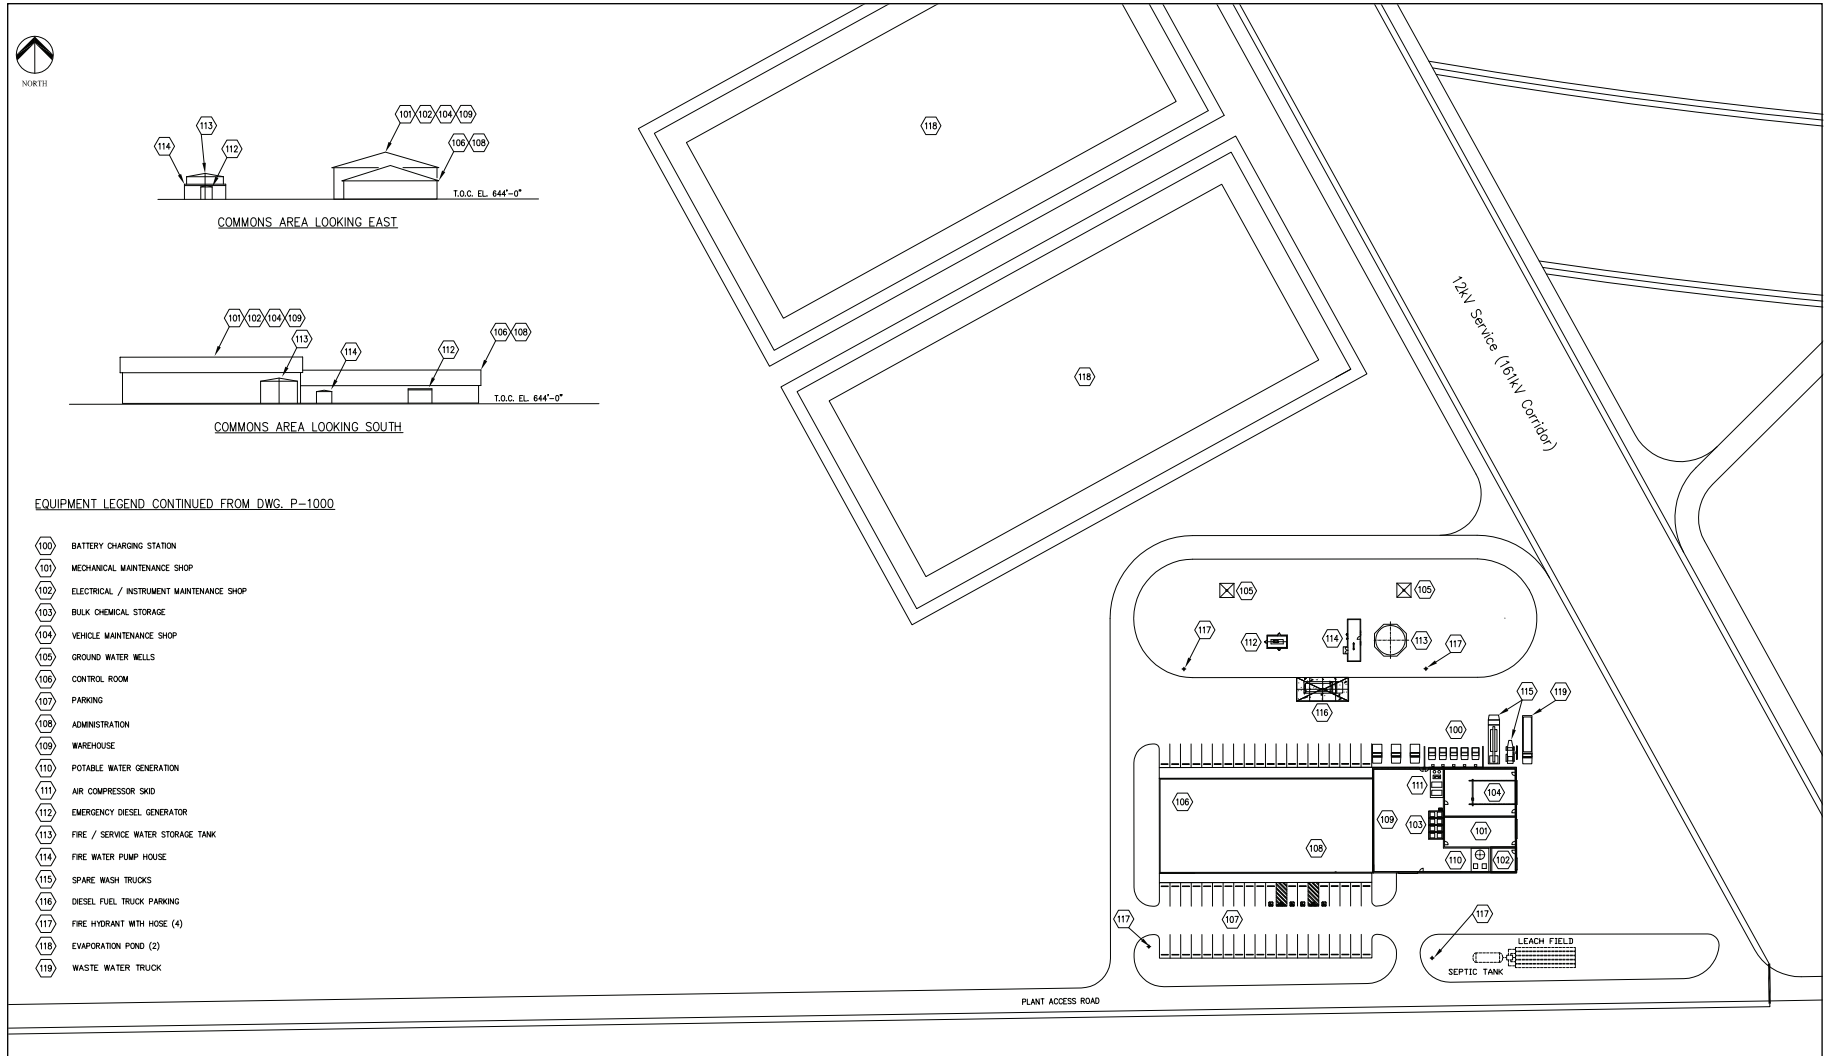 NORTH
113
101 102 104 109
114
112
106 108
T.O.C. EL. 644'-0"
COMMONS AREA LOOKING EAST
101 102 104 109
113
114
112
106 108
T.O.C. EL. 644'-0"
COMMONS AREA LOOKING SOUTH
EQUIPMENT LEGEND CONTINUED FROM DWG. P-1000
100 BATTERY CHARGING STATION
101 MECHANICAL MAINTENANCE SHOP
102 ELECTRICAL / INSTRUMENT MAINTENANCE SHOP
103 BULK CHEMICAL STORAGE
104 VEHICLE MAINTENANCE SHOP
105 GROUND WATER WELLS
106 CONTROL ROOM
107 PARKING
108 ADMINISTRATION
109 WAREHOUSE
110 POTABLE WATER GENERATION
111 AIR COMPRESSOR SKID
112 EMERGENCY DIESEL GENERATOR
113 FIRE / SERVICE WATER STORAGE TANK
114 FIRE WATER PUMP HOUSE
115 SPARE WASH TRUCKS
116 DIESEL FUEL TRUCK PARKING
117 FIRE HYDRANT WITH HOSE (4)
118 EVAPORATION POND (2)
119 WASTE WATER TRUCK
118
118
12kV Service (161kV Corridor)
105
105
117
112
114
113
117
116
115
119
100
106
111
104
109
103
101
108
110
102
117
107
117
LEACH FIELD
SEPTIC TANK
PLANT ACCESS ROAD